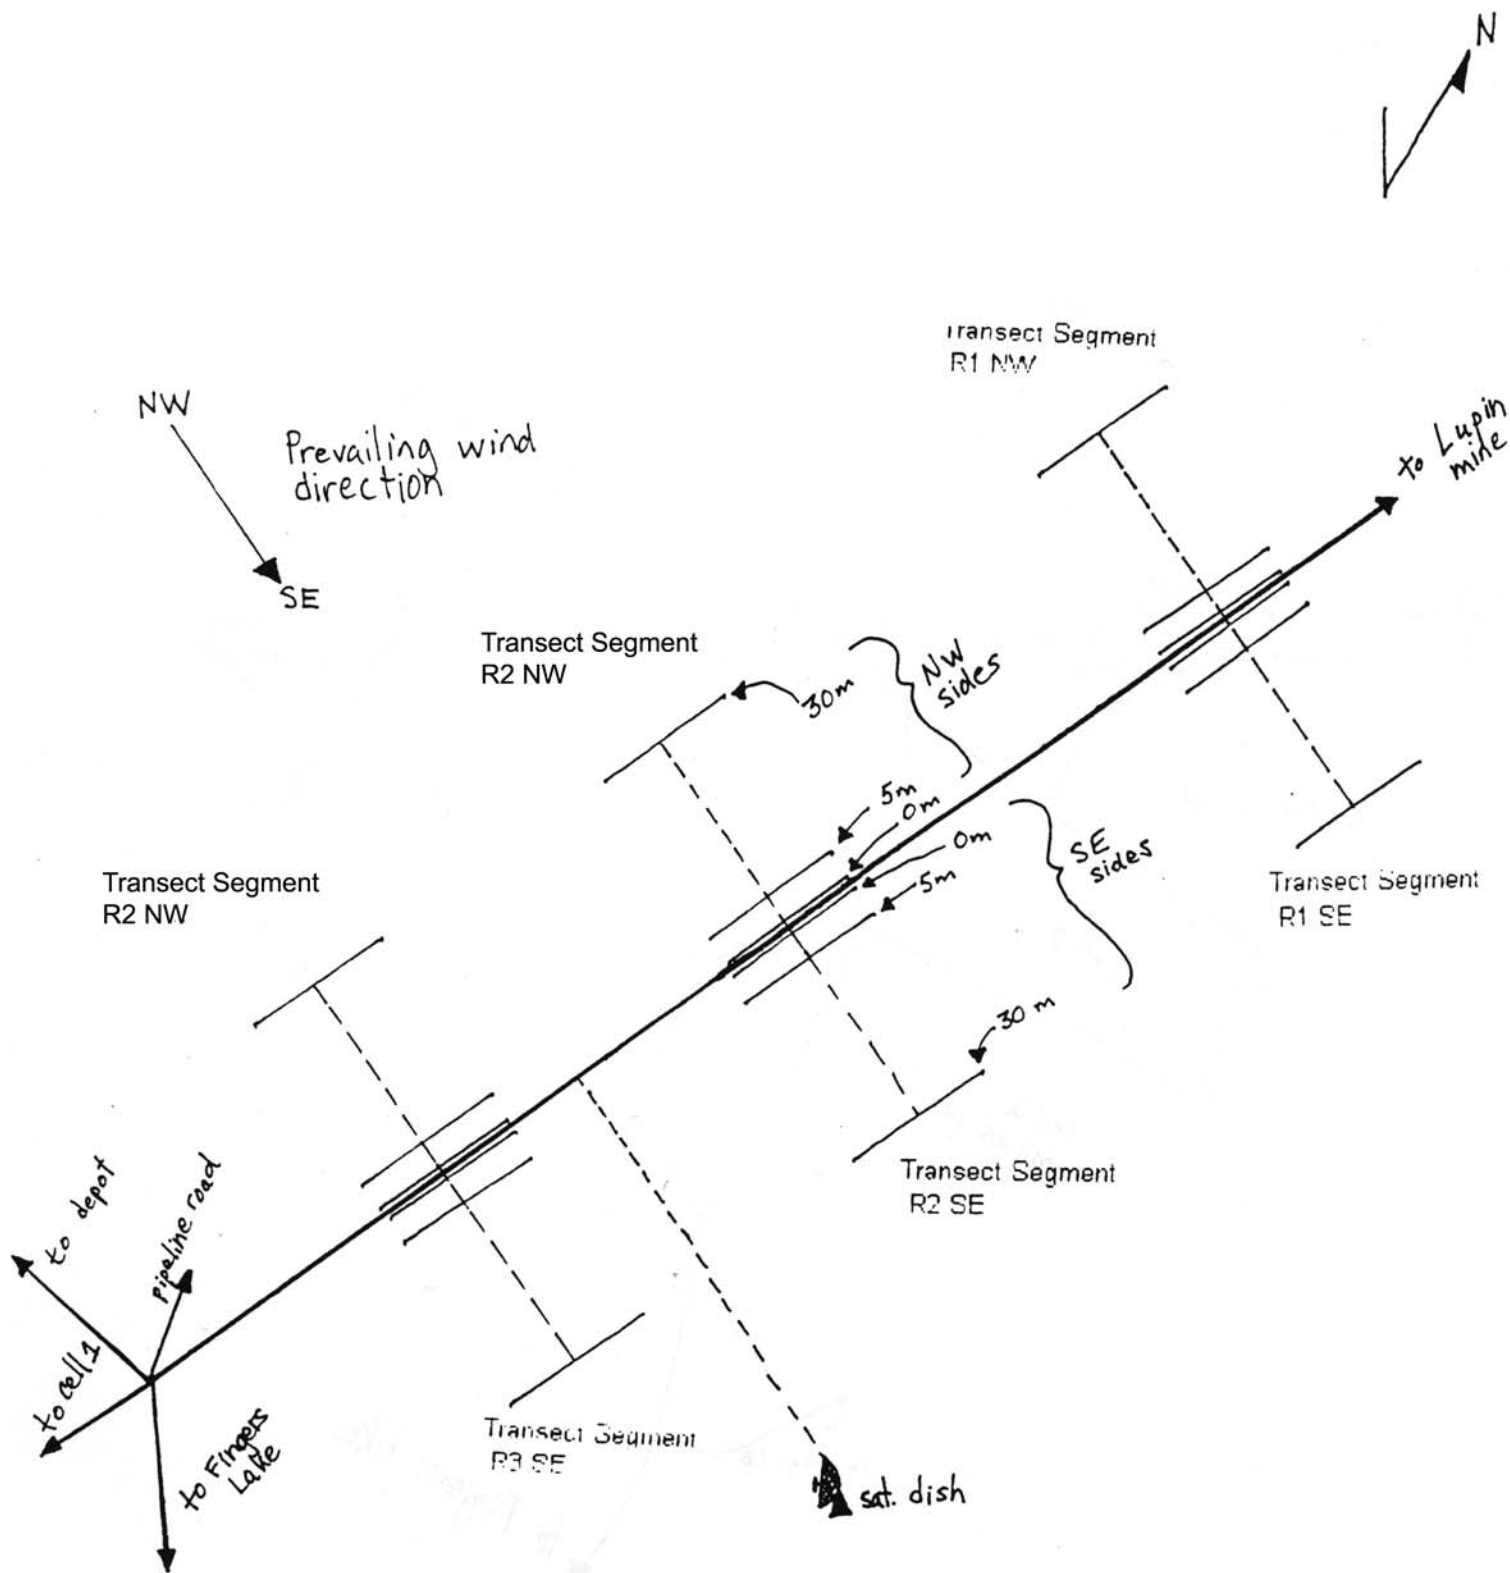 N
Transect Segment
R1 NW
NW
Prevailing wind
direction
SE
to Lupin
mine
Transect Segment
R2 NW
30m
NW
sides
5m
0m
0m
5m
SE
sides
Transect Segment
R1 SE
Transect Segment
R2 NW
30 m
Transect Segment
R2 SE
to depot
pipeline road
to cell 1
to Fingers
Lake
Transect Segment
R3 SE
sat. dish